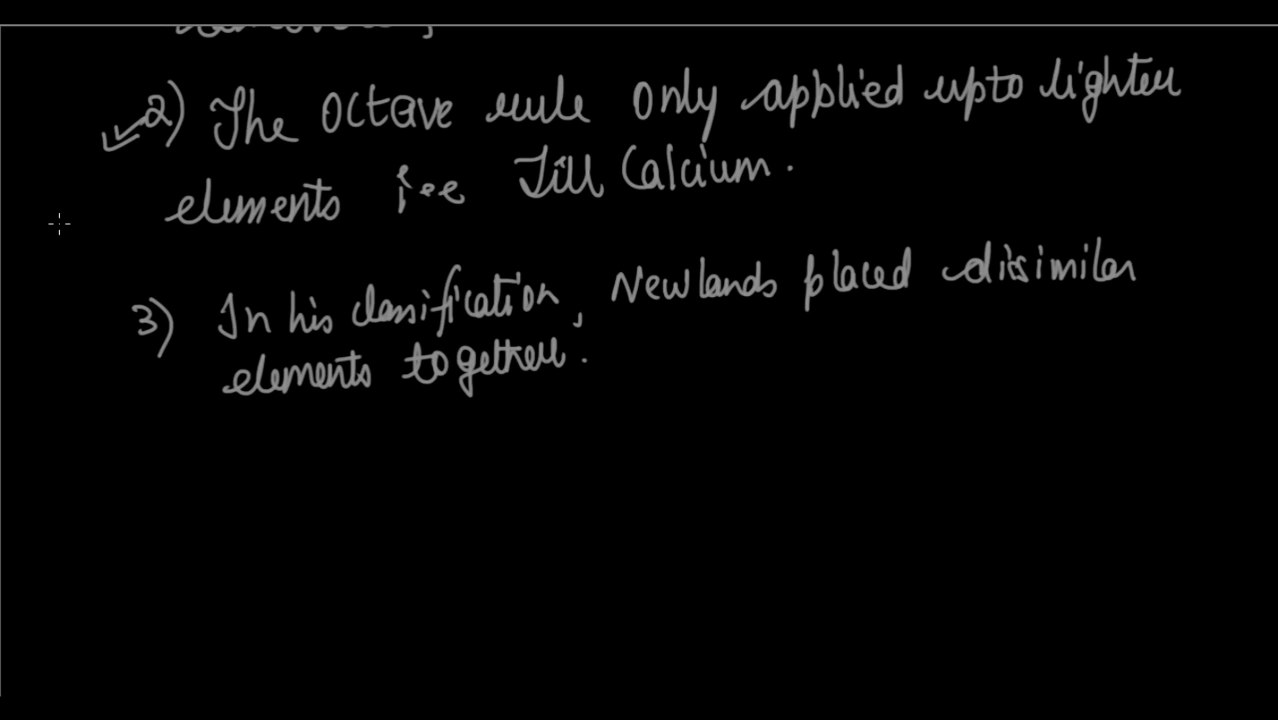 2) The Octave rule only applied upto lighter
elements i.e Till Calcium.
3) In his classification, Newlands placed dissimilar
elements together.